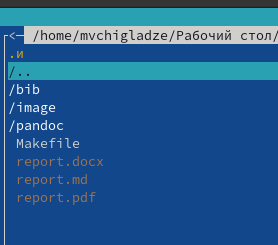 <─ /home/mvchigladze/Рабочий стол/
.и
/..
/bib
/image
/pandoc
Makefile
report.docx
report.md
report.pdf